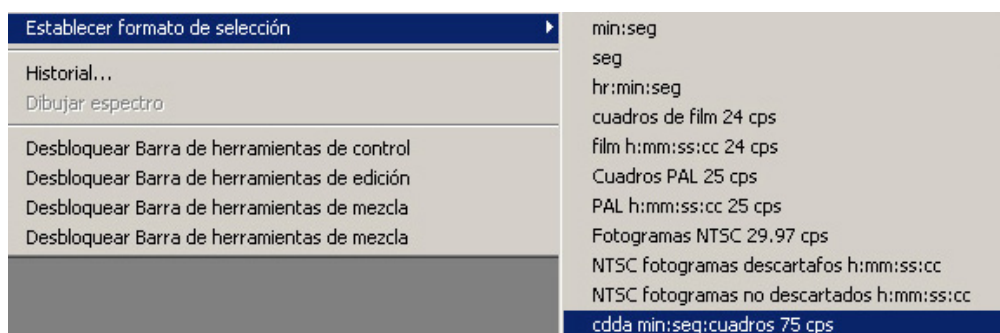 Establecer formato de selección
Historial...
Dibujar espectro
Desbloquear Barra de herramientas de control
Desbloquear Barra de herramientas de edición
Desbloquear Barra de herramientas de mezcla
Desbloquear Barra de herramientas de mezcla
min:seg
seg
hr:min:seg
cuadros de film 24 cps
film h:mm:ss:cc 24 cps
Cuadros PAL 25 cps
PAL h:mm:ss:cc 25 cps
Fotogramas NTSC 29.97 cps
NTSC fotogramas descartafos h:mm:ss:cc
NTSC fotogramas no descartados h:mm:ss:cc
cdda min:seg:cuadros 75 cps